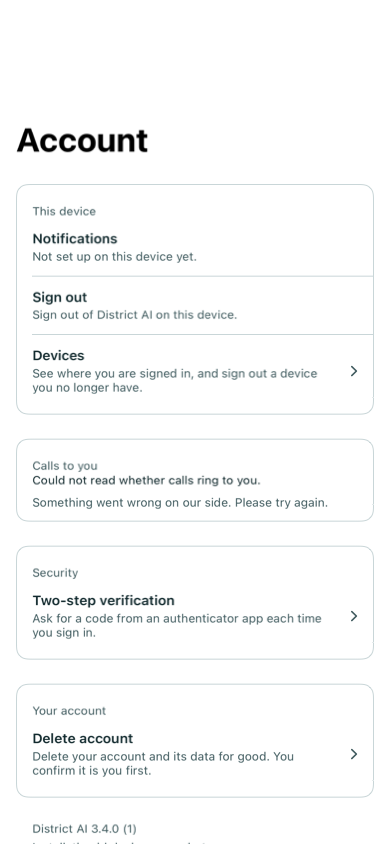 Account
This device
Notifications
Not set up on this device yet.
Sign out
Sign out of District AI on this device.
Devices
See where you are signed in, and sign out a device
you no longer have.
Calls to you
Could not read whether calls ring to you.
Something went wrong on our side. Please try again.
Security
Two-step verification
Ask for a code from an authenticator app each time
you sign in.
Your account
Delete account
Delete your account and its data for good. You
confirm it is you first.
District AI 3.4.0 (1)